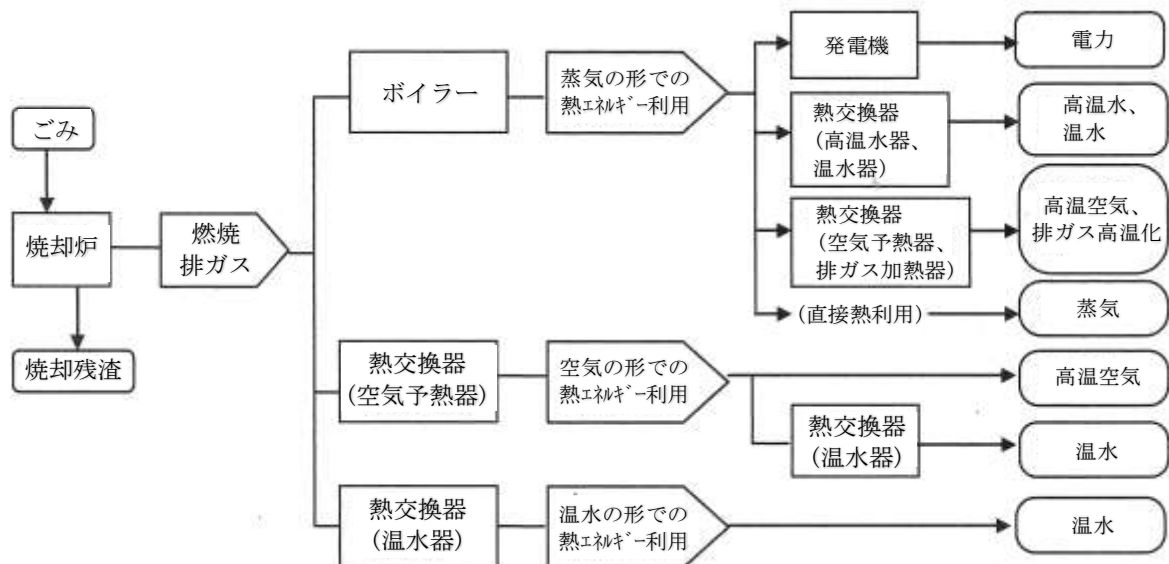 ごみ
焼却炉
焼却残渣
燃焼
排ガス
ボイラー
蒸気の形での
熱エネルギー利用
発電機
電力
熱交換器
(高温水器、
温水器)
高温水、
温水
熱交換器
(空気予熱器、
排ガス加熱器)
高温空気、
排ガス高温化
(直接熱利用)
蒸気
熱交換器
(空気予熱器)
空気の形での
熱エネルギー利用
高温空気
熱交換器
(温水器)
温水
熱交換器
(温水器)
温水の形での
熱エネルギー利用
温水